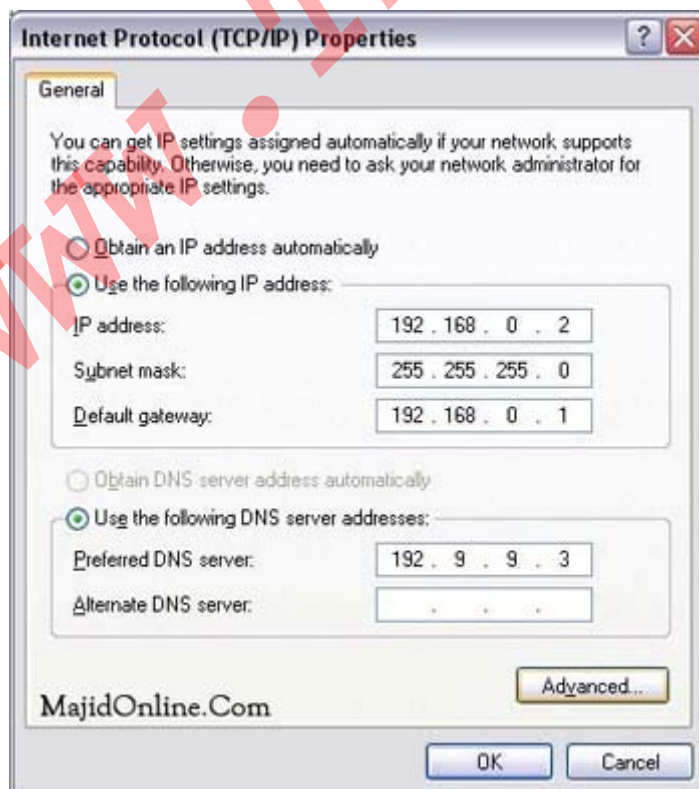 Internet Protocol (TCP/IP) Properties
General
You can get IP settings assigned automatically if your network supports
this capability. Otherwise, you need to ask your network administrator for
the appropriate IP settings.
Obtain an IP address automatically
Use the following IP address:
IP address: 192 . 168 . 0 . 2
Subnet mask: 255 . 255 . 255 . 0
Default gateway: 192 . 168 . 0 . 1
Obtain DNS server address automatically
Use the following DNS server addresses:
Preferred DNS server: 192 . 9 . 9 . 3
Alternate DNS server: . . .
Advanced...
MajidOnline.Com
OK Cancel
www.